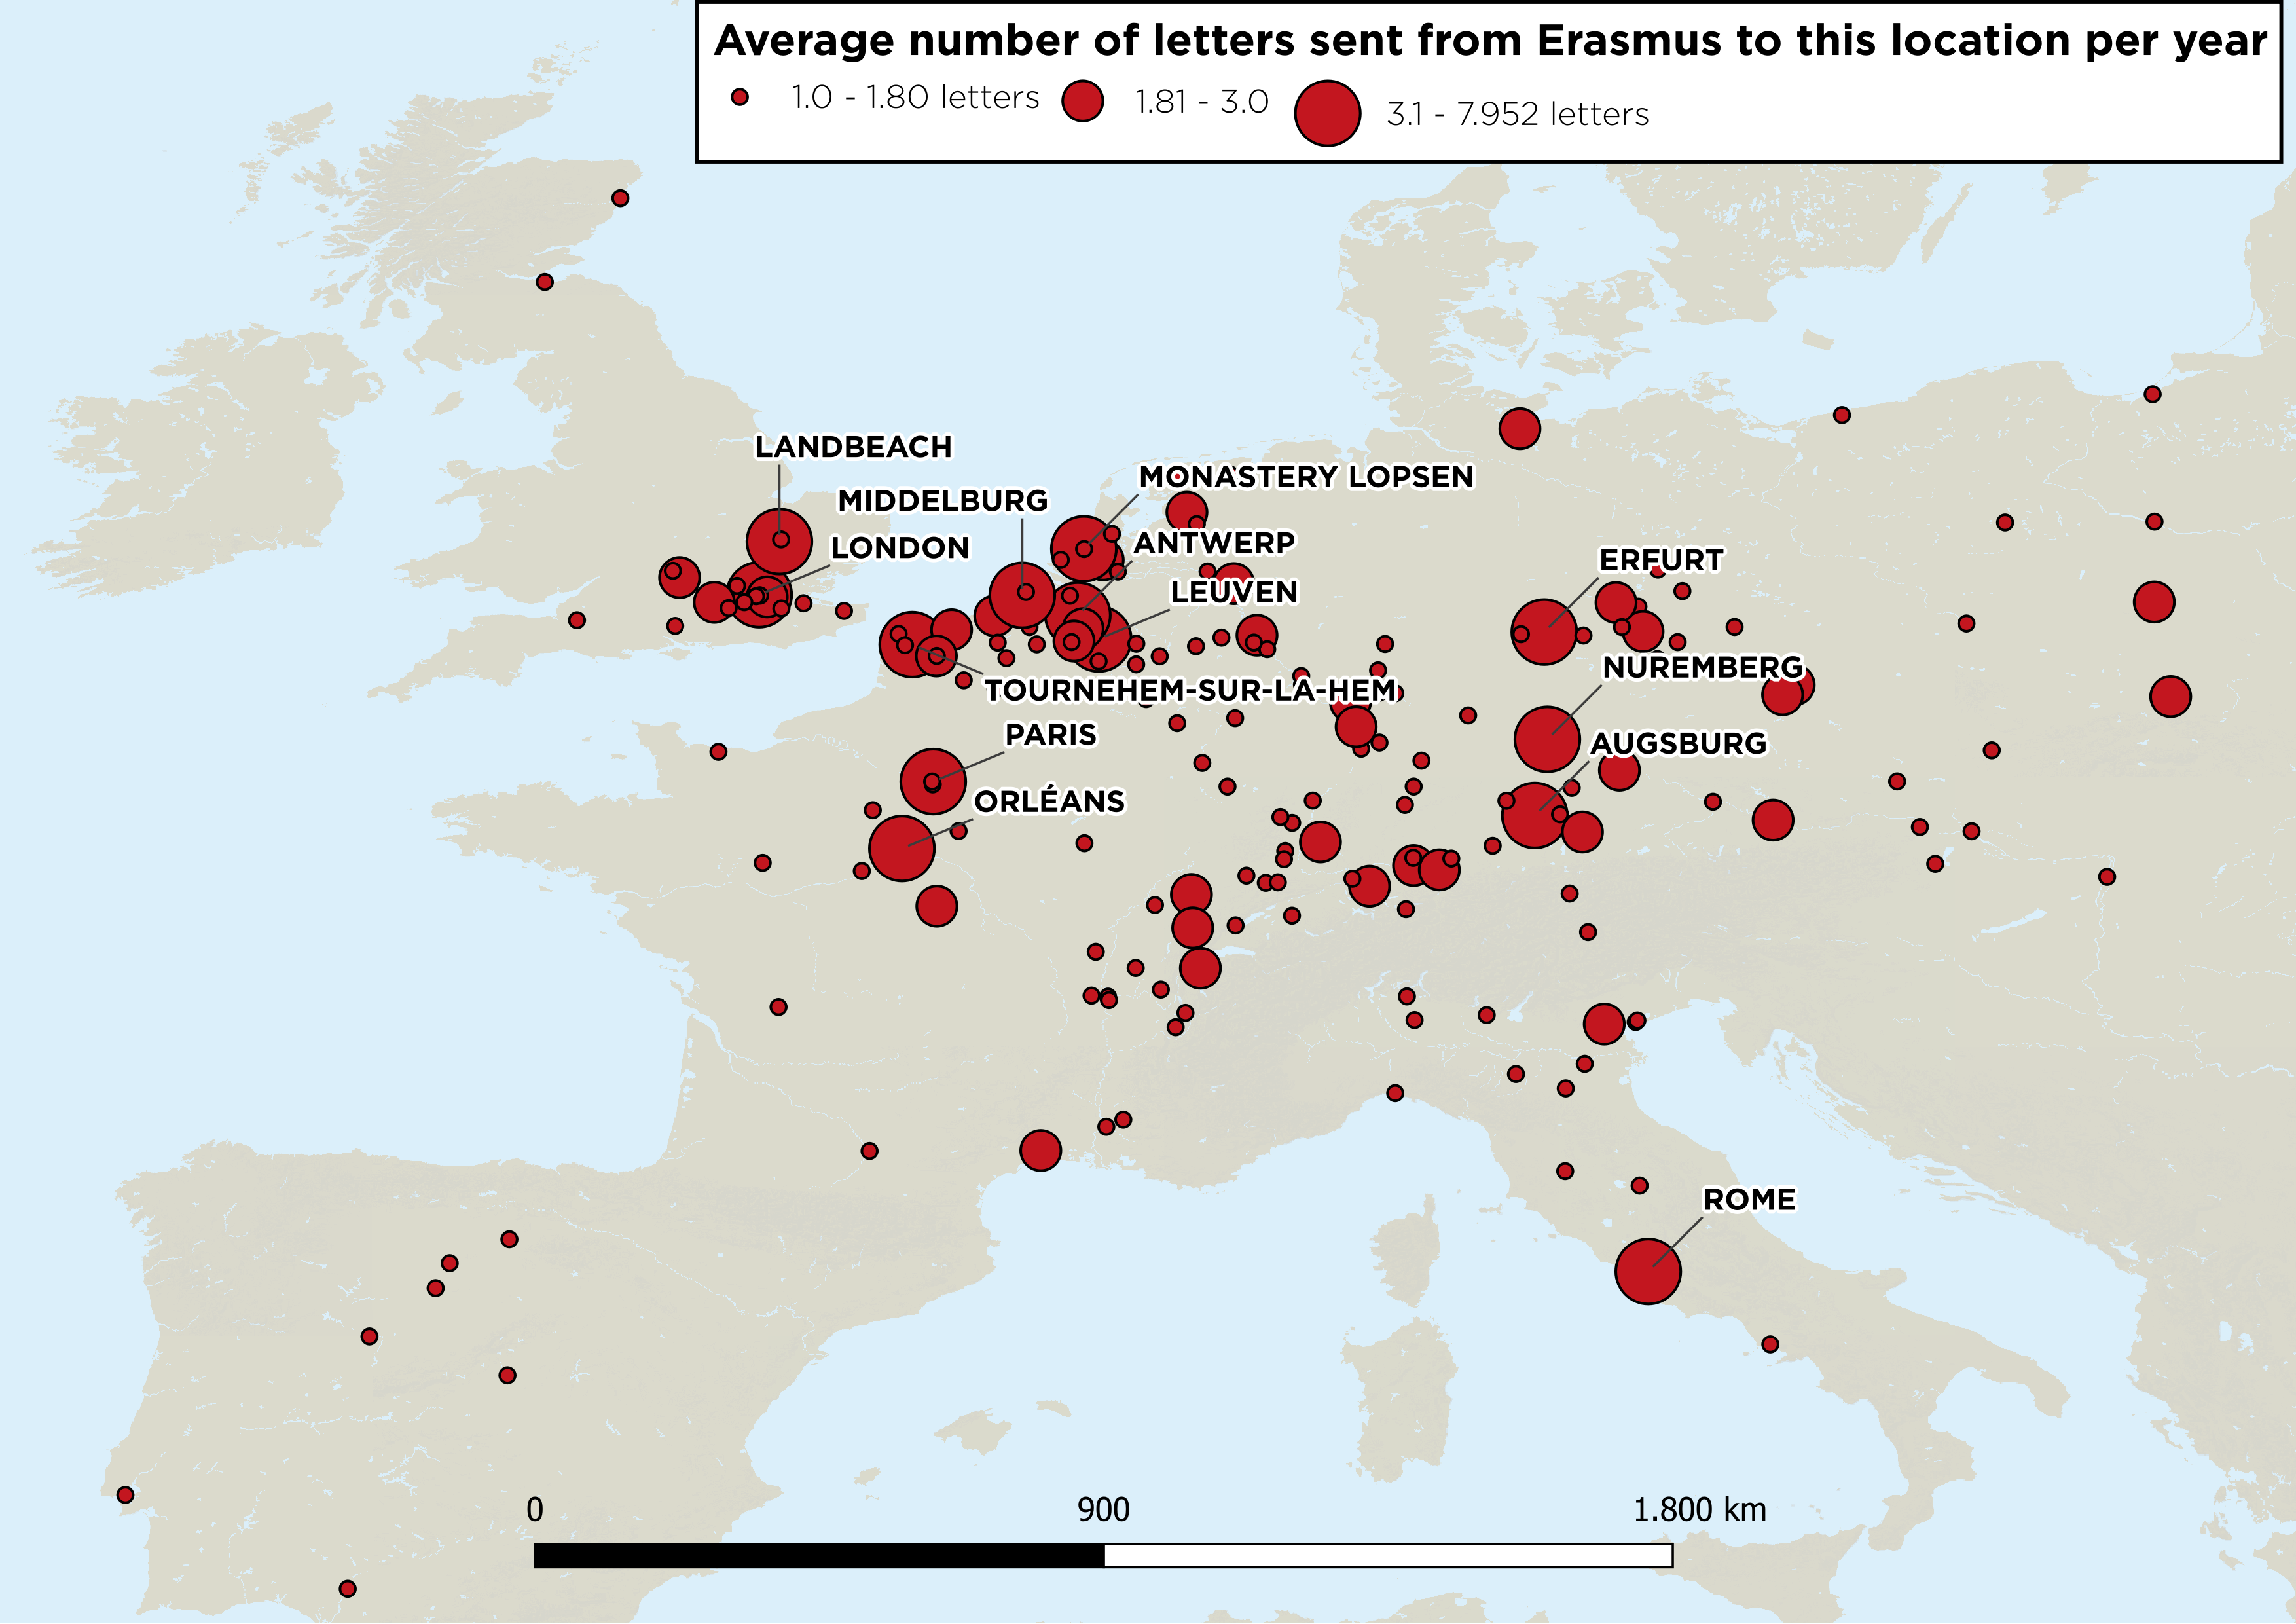 Average number of letters sent from Erasmus to this location per year
1.0 - 1.80 letters
1.81 - 3.0
3.1 - 7.952 letters
LANDBEACH
MONASTERY LOPSEN
MIDDELBURG
ANTWERP
LONDON
ERFURT
LEUVEN
NUREMBERG
TOURNEHEM-SUR-LA-HEM
PARIS
AUGSBURG
ORLÉANS
ROME
0
900
1.800 km